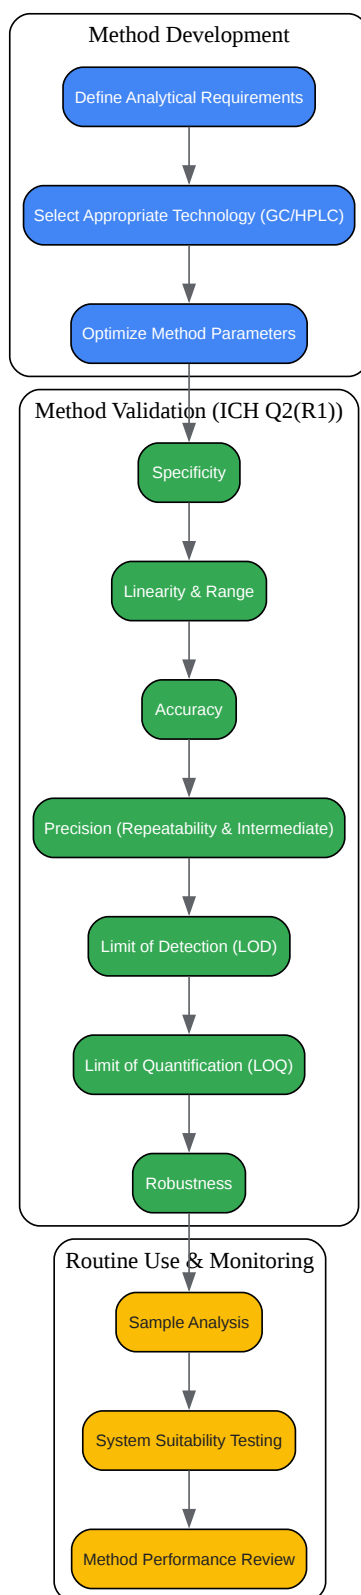 Method Development
Define Analytical Requirements
Select Appropriate Technology (GC/HPLC)
Optimize Method Parameters
Method Validation (ICH Q2(R1))
Specificity
Linearity & Range
Accuracy
Precision (Repeatability & Intermediate)
Limit of Detection (LOD)
Limit of Quantification (LOQ)
Robustness
Routine Use & Monitoring
Sample Analysis
System Suitability Testing
Method Performance Review